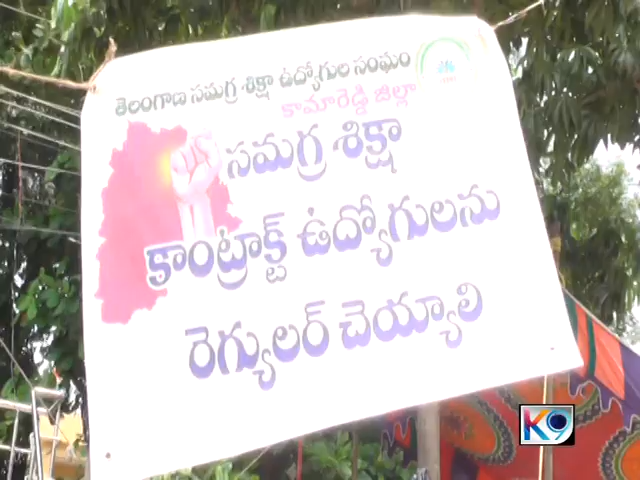 తెలంగాణ సమగ్ర శిక్షా ఉద్యోగుల సంఘం
కామారెడ్డి జిల్లా
సమగ్ర శిక్షా
కాంట్రాక్ట్ ఉద్యోగులను
రెగ్యులర్ చెయ్యాలి
K9